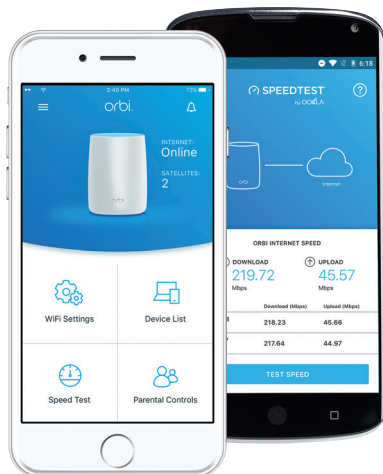 3:40 PM
73%
orbi
INTERNET:
Online
SATELLITES:
2
WiFi Settings
Device List
Speed Test
Parental Controls
6:18
SPEEDTEST
by OOKLA
?
orbi
Internet
ORBI INTERNET SPEED
DOWNLOAD
UPLOAD
219.72
45.57
Mbps
Mbps
Download (Mbps)
Upload (Mbps)
218.23
45.66
217.64
44.97
TEST SPEED